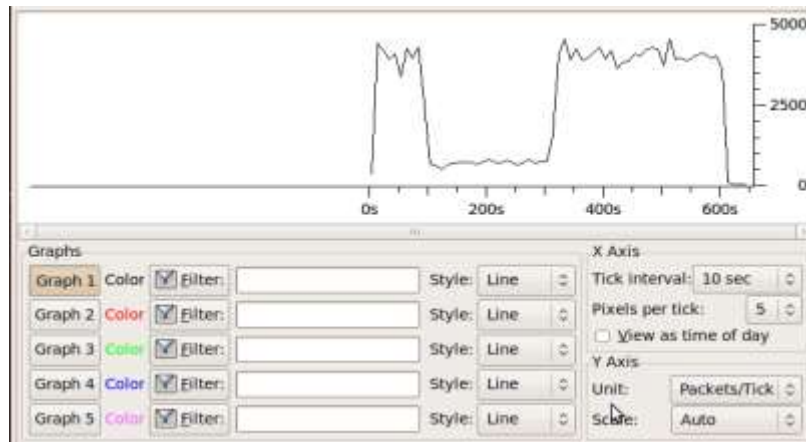 5000
2500
0
0s 200s 400s 600s
Graphs
Graph 1 Color Filter: Style: Line
Graph 2 Color Filter: Style: Line
Graph 3 Color Filter: Style: Line
Graph 4 Color Filter: Style: Line
Graph 5 Color Filter: Style: Line
X Axis
Tick interval: 10 sec
Pixels per tick: 5
View as time of day
Y Axis
Unit: Packets/Tick
Scale: Auto